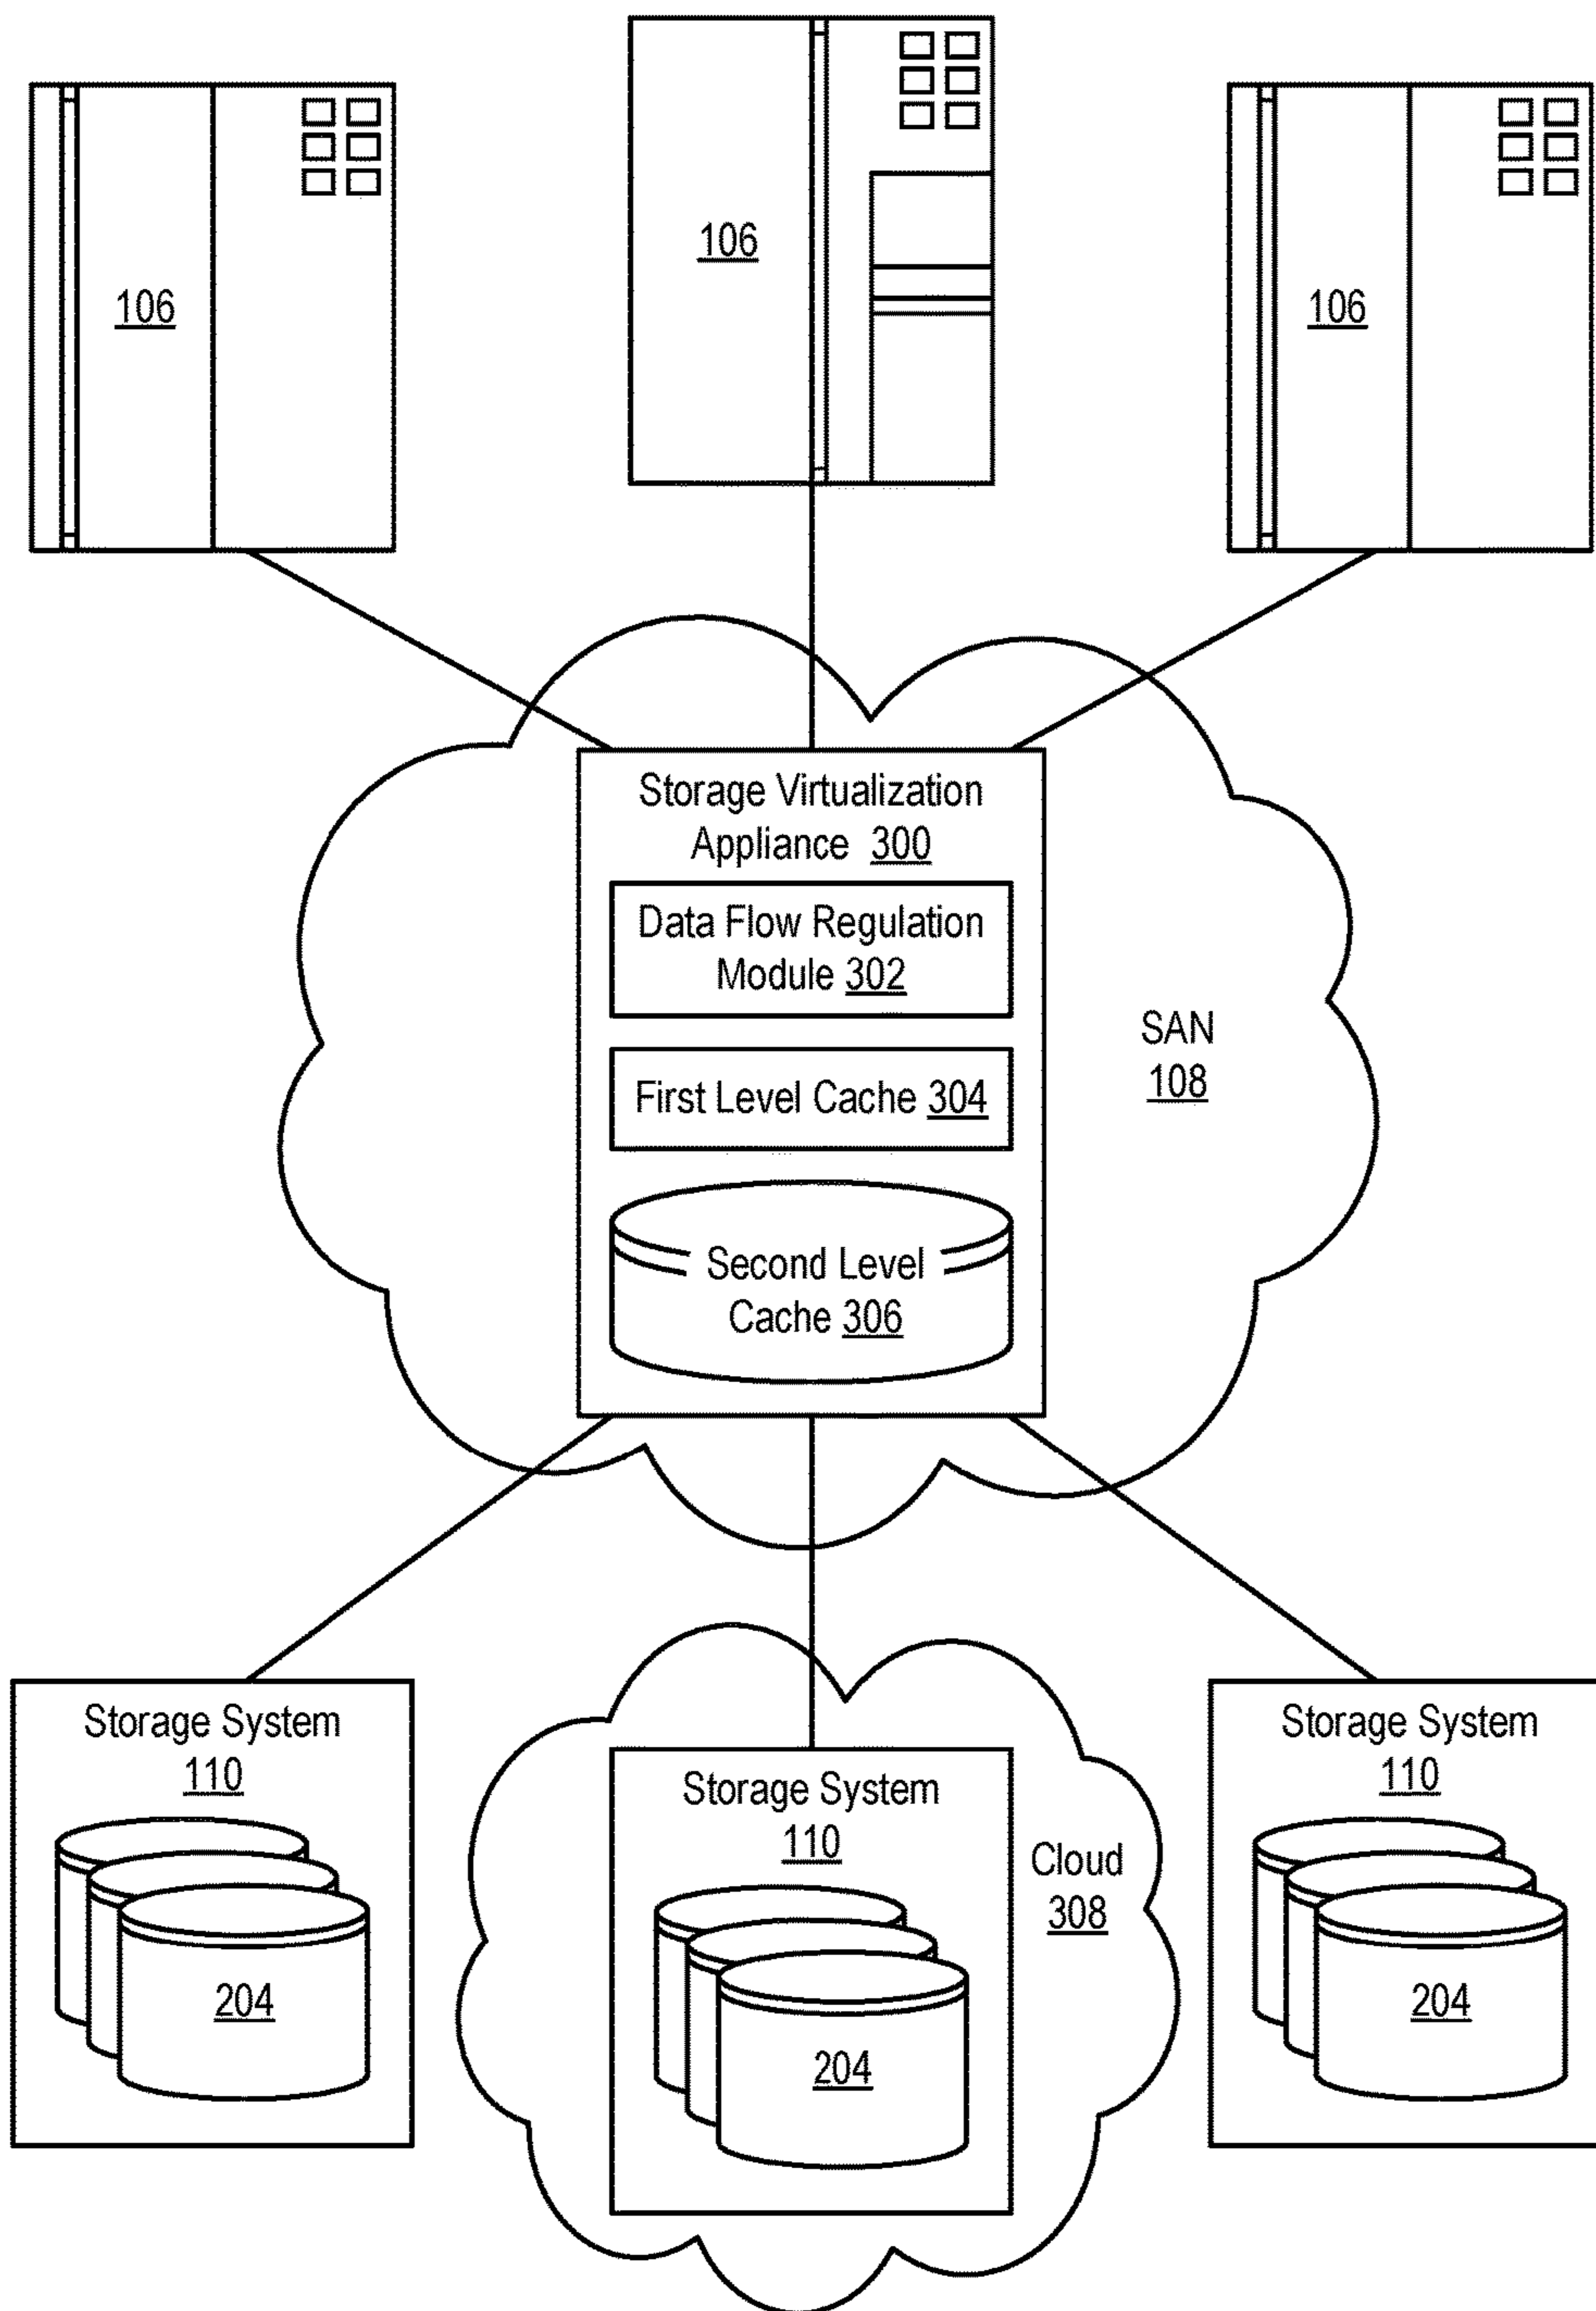 106
106
106
Storage Virtualization
Appliance 300
Data Flow Regulation
Module 302
First Level Cache 304
Second Level
Cache 306
SAN
108
Storage System
110
204
Storage System
110
204
Cloud
308
Storage System
110
204